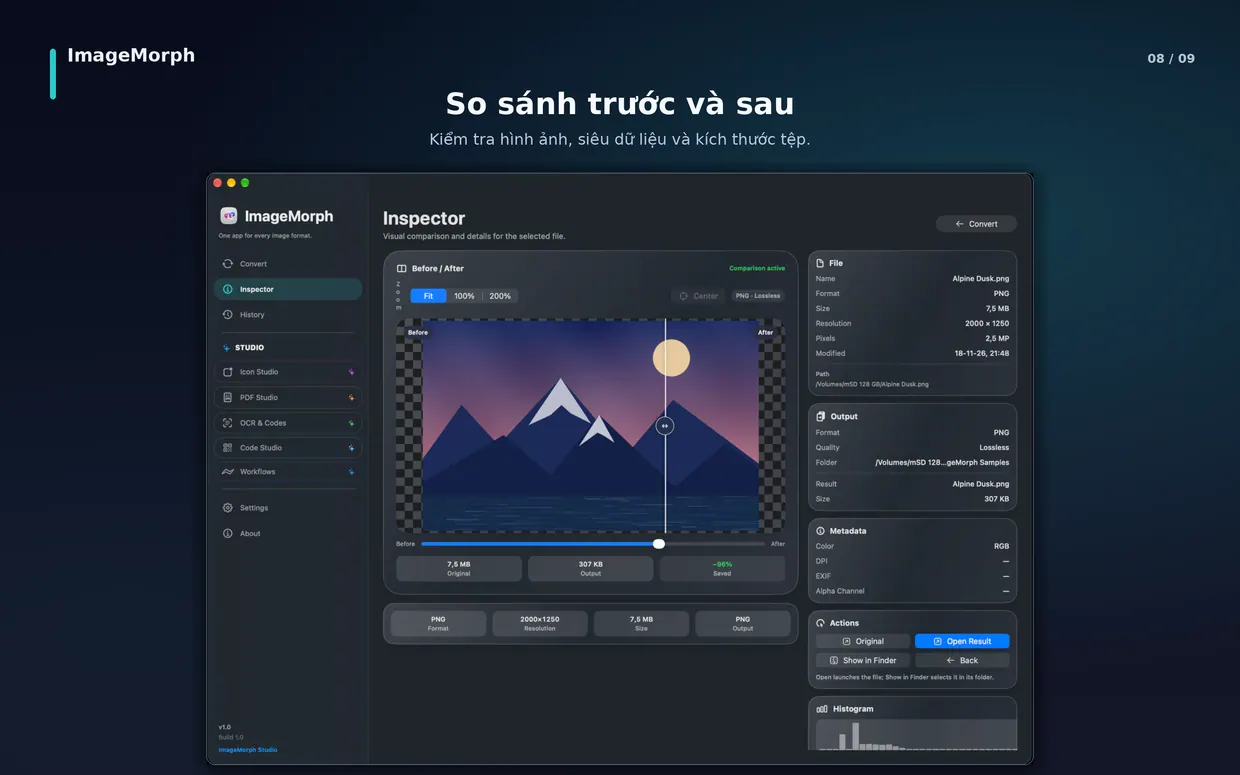 ImageMorph
08 / 09
So sánh trước và sau
Kiểm tra hình ảnh, siêu dữ liệu và kích thước tệp.
ImageMorph
One app for every image format.
Convert
Inspector
History
STUDIO
Icon Studio
PDF Studio
OCR & Codes
Code Studio
Workflows
Settings
About
v1.0
Build 1.0
ImageMorph Studio
Inspector
Visual comparison and details for the selected file.
Convert
Before / After
Comparison active
Zoom
Fit 100% 200%
Center
PNG · Lossless
Before
After
Before
After
7,5 MB
Original
307 KB
Output
−96%
Saved
PNG
Format
2000×1250
Resolution
7,5 MB
Size
PNG
Output
File
Name Alpine Dusk.png
Format PNG
Size 7,5 MB
Resolution 2000 × 1250
Pixels 2,5 MP
Modified 18-11-26, 21:48
Path
/Volumes/mSD 128 GB/Alpine Dusk.png
Output
Format PNG
Quality Lossless
Folder /Volumes/mSD 128...geMorph Samples
Result Alpine Dusk.png
Size 307 KB
Metadata
Color RGB
DPI —
EXIF —
Alpha Channel —
Actions
Original
Open Result
Show in Finder
Back
Open launches the file; Show in Finder selects it in its folder.
Histogram